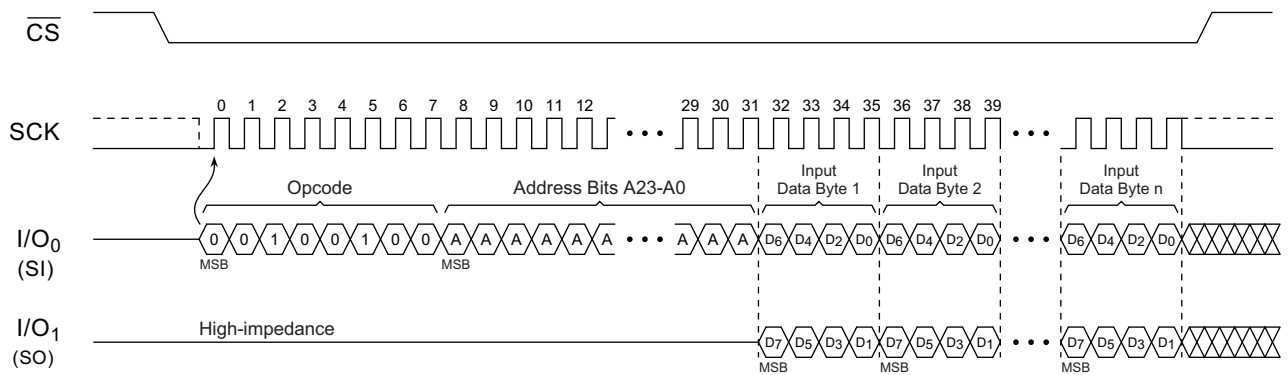 CS
0 1 2 3 4 5 6 7 8 9 10 11 12 29 30 31 32 33 34 35 36 37 38 39
SCK
Opcode Address Bits A23-A0 Input Data Byte 1 Input Data Byte 2 Input Data Byte n
I/O0 (SI) 0 0 1 0 0 1 0 0 A A A A A A A A A D6 D4 D2 D0 D6 D4 D2 D0 D6 D4 D2 D0
MSB MSB
I/O1 (SO) High-impedance D7 D5 D3 D1 D7 D5 D3 D1 D7 D5 D3 D1
MSB MSB MSB